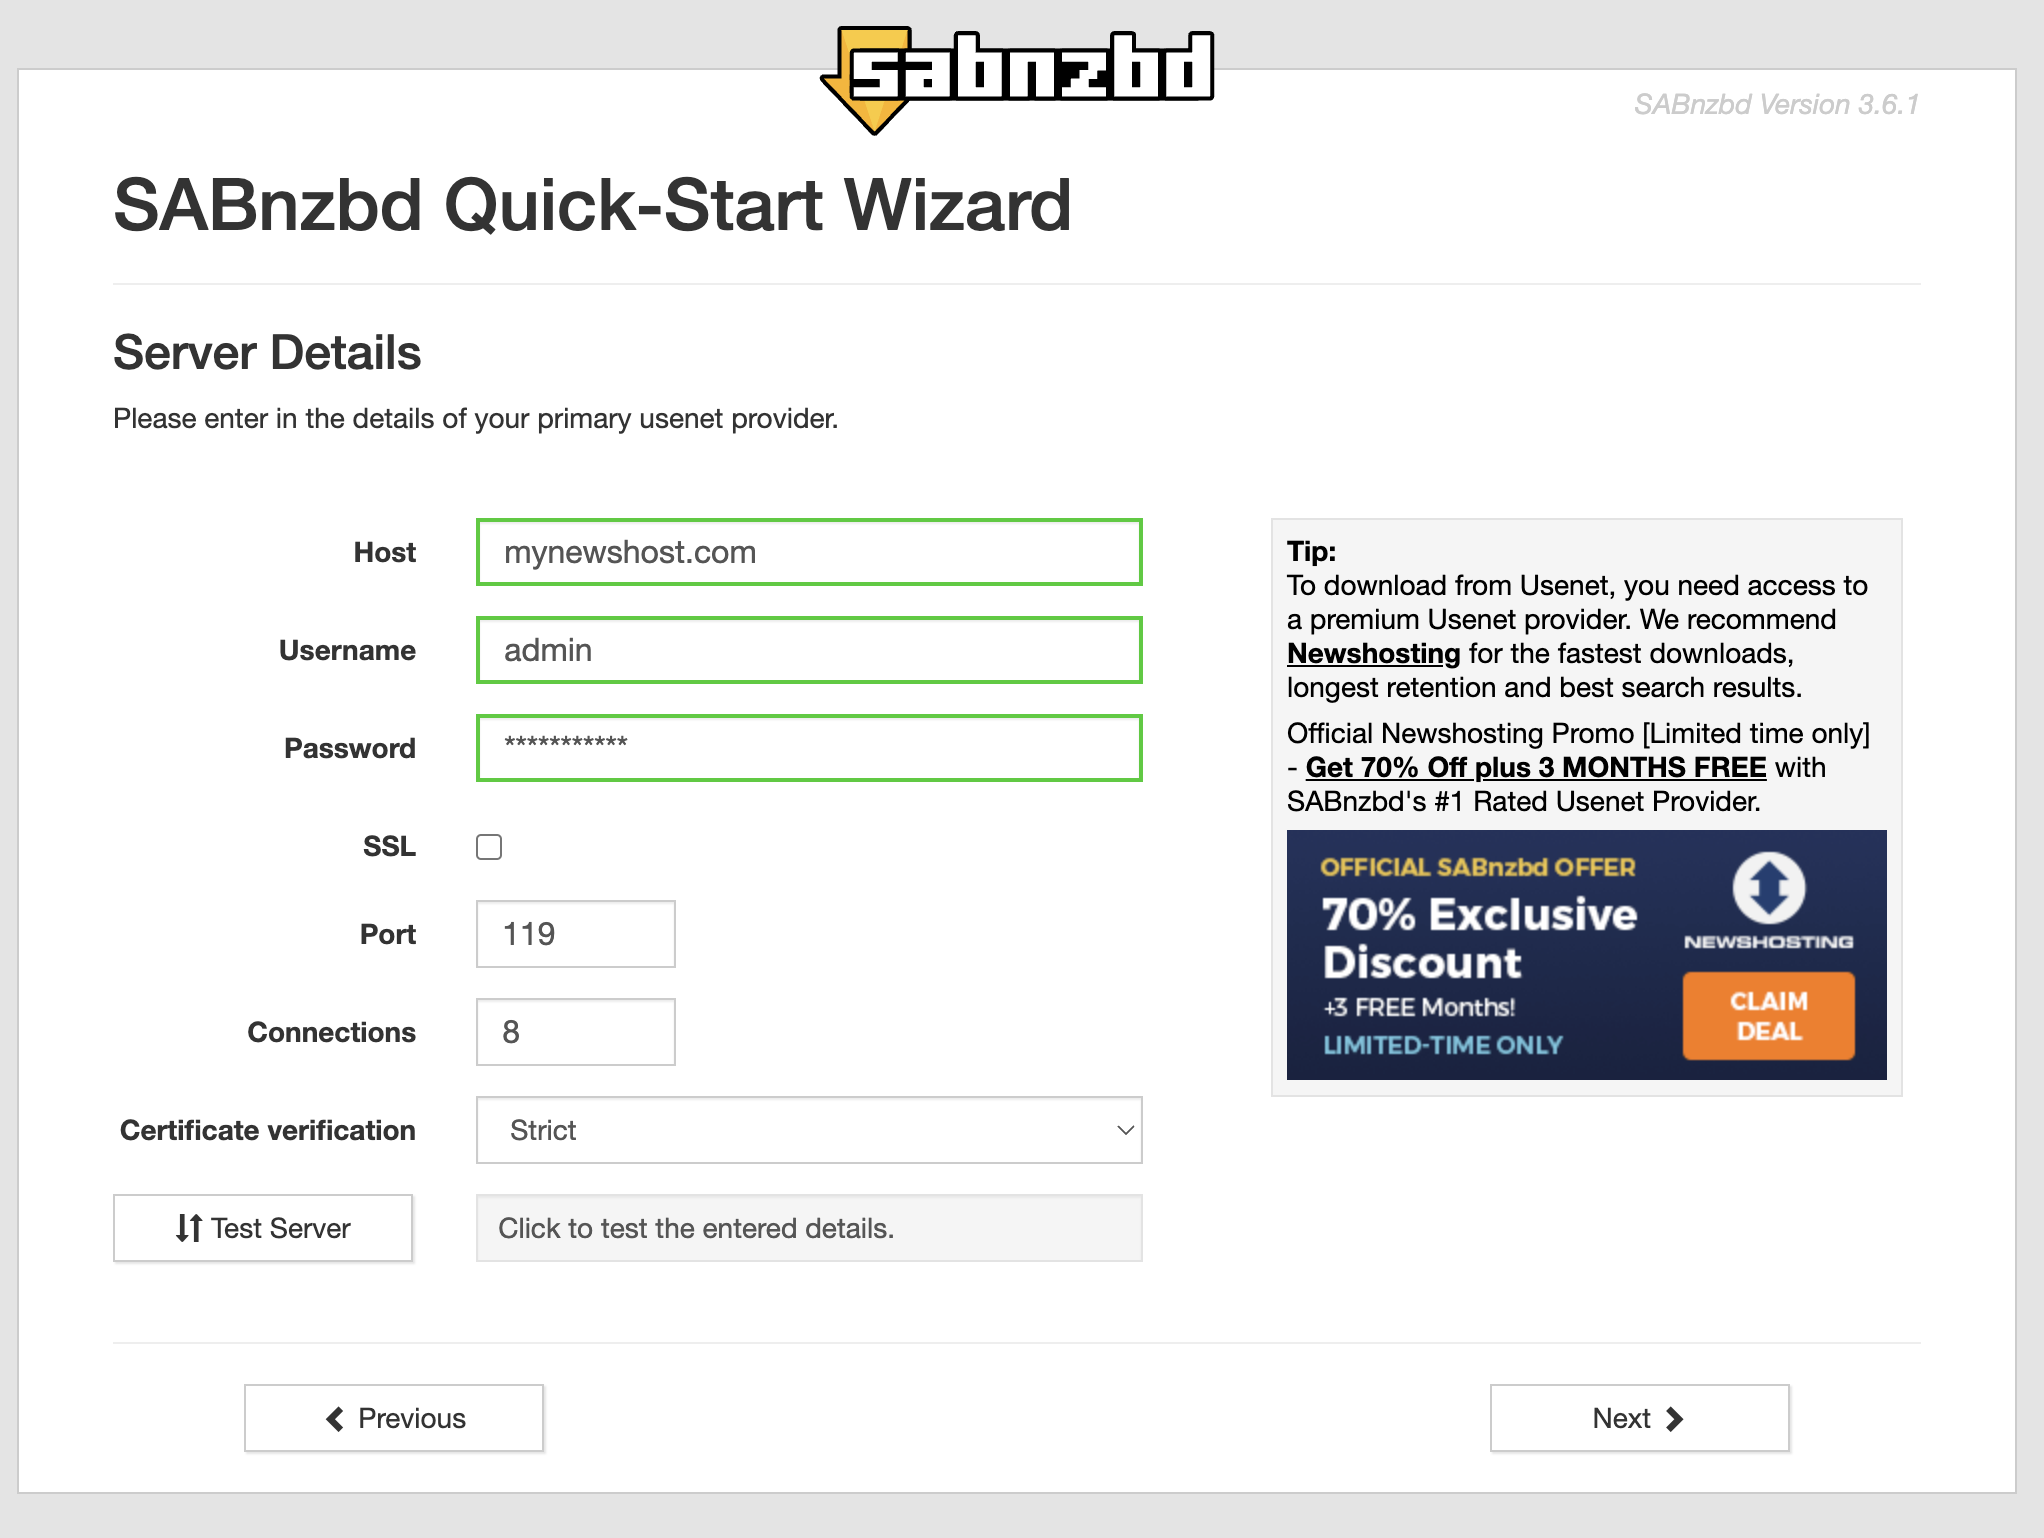 sabnzbd
SABnzbd Version 3.6.1
SABnzbd Quick-Start Wizard
Server Details
Please enter in the details of your primary usenet provider.
Host
mynewshost.com
Username
admin
Password
***********
SSL
Port
119
Connections
8
Certificate verification
Strict
Test Server
Click to test the entered details.
Tip:
To download from Usenet, you need access to
a premium Usenet provider. We recommend
Newshosting for the fastest downloads,
longest retention and best search results.
Official Newshosting Promo [Limited time only]
- Get 70% Off plus 3 MONTHS FREE with
SABnzbd's #1 Rated Usenet Provider.
OFFICIAL SABnzbd OFFER
70% Exclusive
Discount
+3 FREE Months!
LIMITED-TIME ONLY
NEWSHOSTING
CLAIM
DEAL
Previous
Next